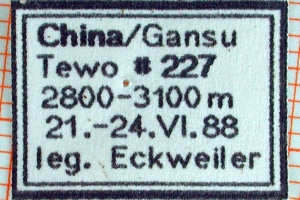 China/Gansu
Tewo # 227
2800-3100 m
21.-24.VI.88
leg. Eckweiler